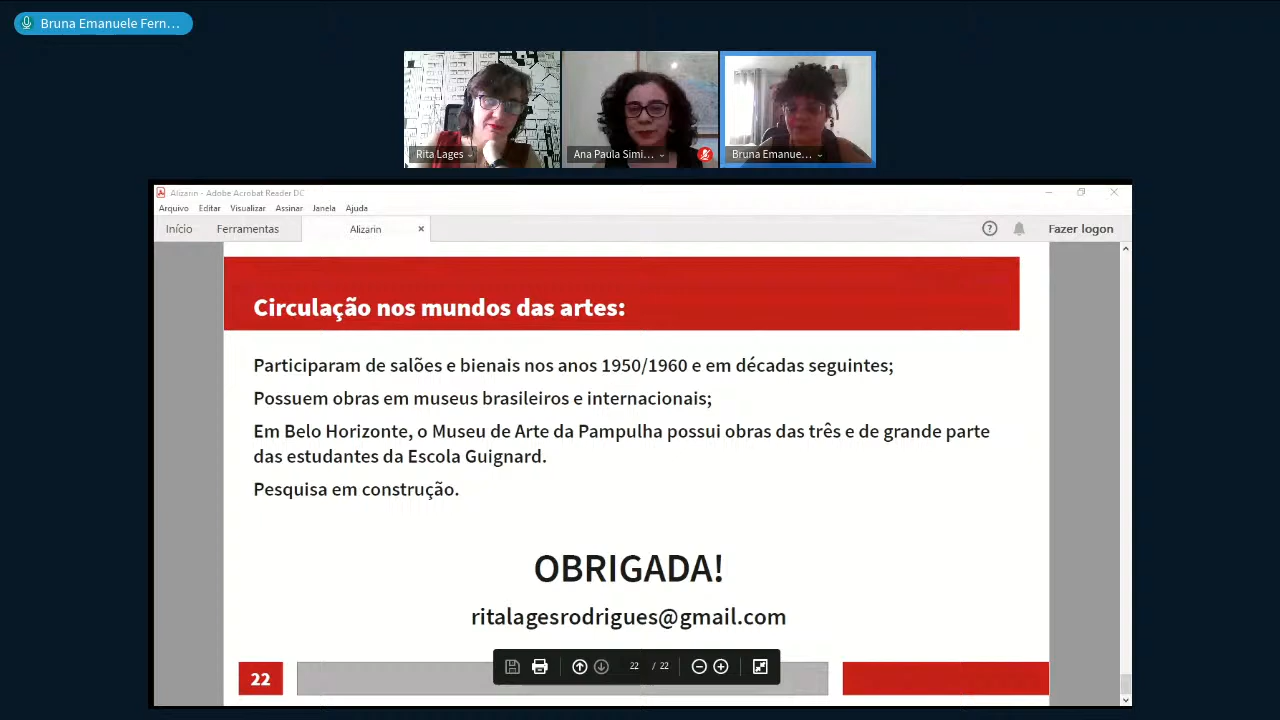 Bruna Emanuele Fern...
Rita Lages
Ana Paula Simi...
Bruna Emanue...
Alizarin - Adobe Acrobat Reader DC
Arquivo Editar Visualizar Assinar Janela Ajuda
Início Ferramentas Alizarin Fazer logon
Circulação nos mundos das artes:
Participaram de salões e bienais nos anos 1950/1960 e em décadas seguintes;
Possuem obras em museus brasileiros e internacionais;
Em Belo Horizonte, o Museu de Arte da Pampulha possui obras das três e de grande parte
das estudantes da Escola Guignard.
Pesquisa em construção.
OBRIGADA!
ritalagesrodrigues@gmail.com
22 22 / 22